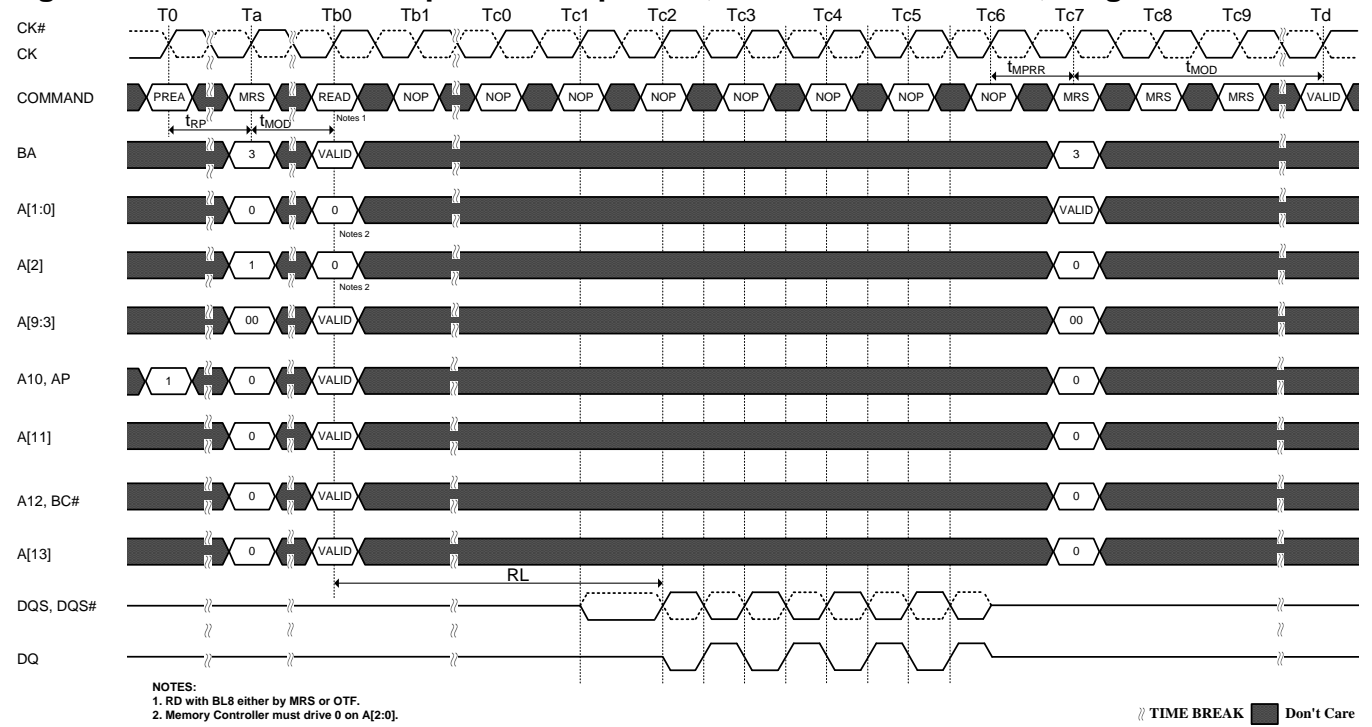 T0 Ta Tb0 Tb1 Tc0 Tc1 Tc2 Tc3 Tc4 Tc5 Tc6 Tc7 Tc8 Tc9 Td
CK#
CK
tMPRR tMOD
COMMAND PREA MRS READ NOP NOP NOP NOP NOP NOP NOP NOP MRS MRS MRS VALID
Notes 1
tRP tMOD
BA 3 VALID 3
A[1:0] 0 0 VALID
Notes 2
A[2] 1 0 0
Notes 2
A[9:3] 00 VALID 00
A10, AP 1 0 VALID 0
A[11] 0 VALID 0
A12, BC# 0 VALID 0
A[13] 0 VALID 0
RL
DQS, DQS#
DQ
NOTES:
1. RD with BL8 either by MRS or OTF.
2. Memory Controller must drive 0 on A[2:0].
TIME BREAK Don't Care